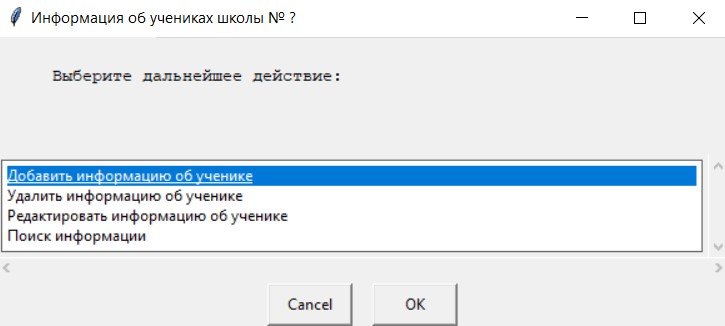 Информация об учениках школы № ?
Выберите дальнейшее действие:
Добавить информацию об ученике
Удалить информацию об ученике
Редактировать информацию об ученике
Поиск информации
Cancel OK